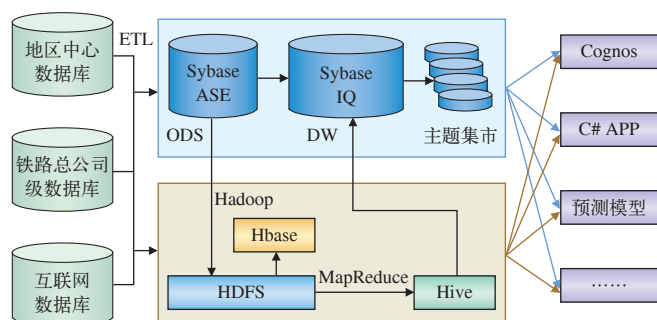 地区中心
数据库
ETL
铁路总公司
级数据库
互联网
数据库
Sybase
ASE
Sybase
IQ
ODS
DW
主题集市
Hadoop
Hbase
HDFS
MapReduce
Hive
Cognos
C# APP
预测模型
……